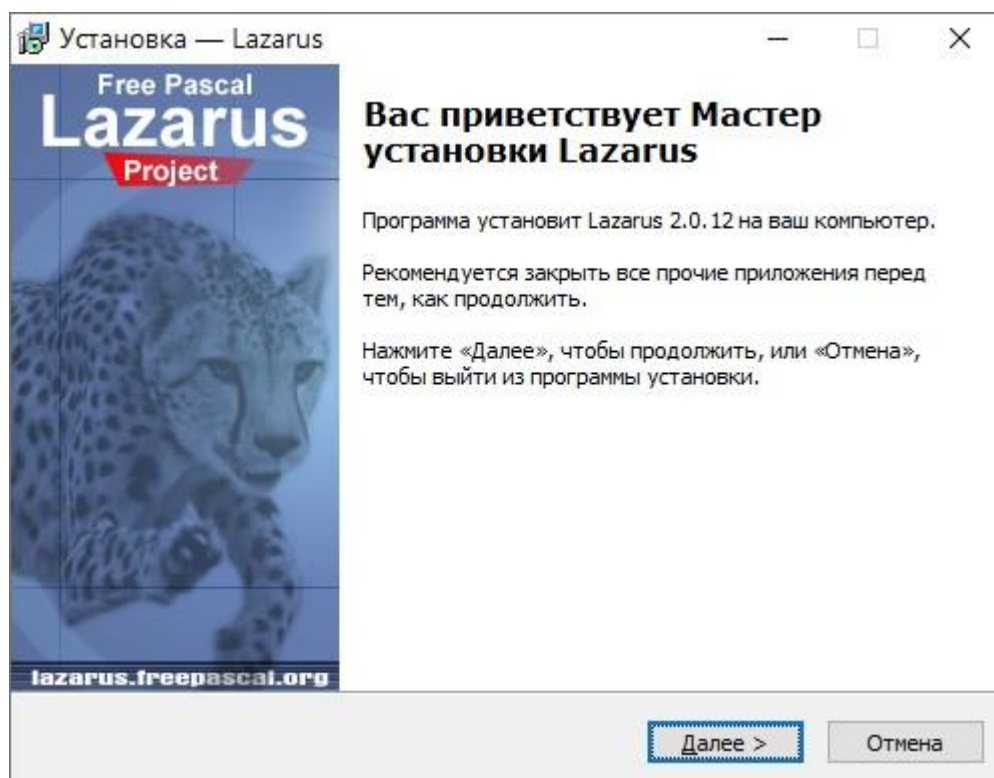 Установка — Lazarus
Free Pascal
Lazarus
Project
Вас приветствует Мастер
установки Lazarus
Программа установит Lazarus 2.0.12 на ваш компьютер.
Рекомендуется закрыть все прочие приложения перед
тем, как продолжить.
Нажмите «Далее», чтобы продолжить, или «Отмена»,
чтобы выйти из программы установки.
lazarus.freepascal.org
Далее >
Отмена